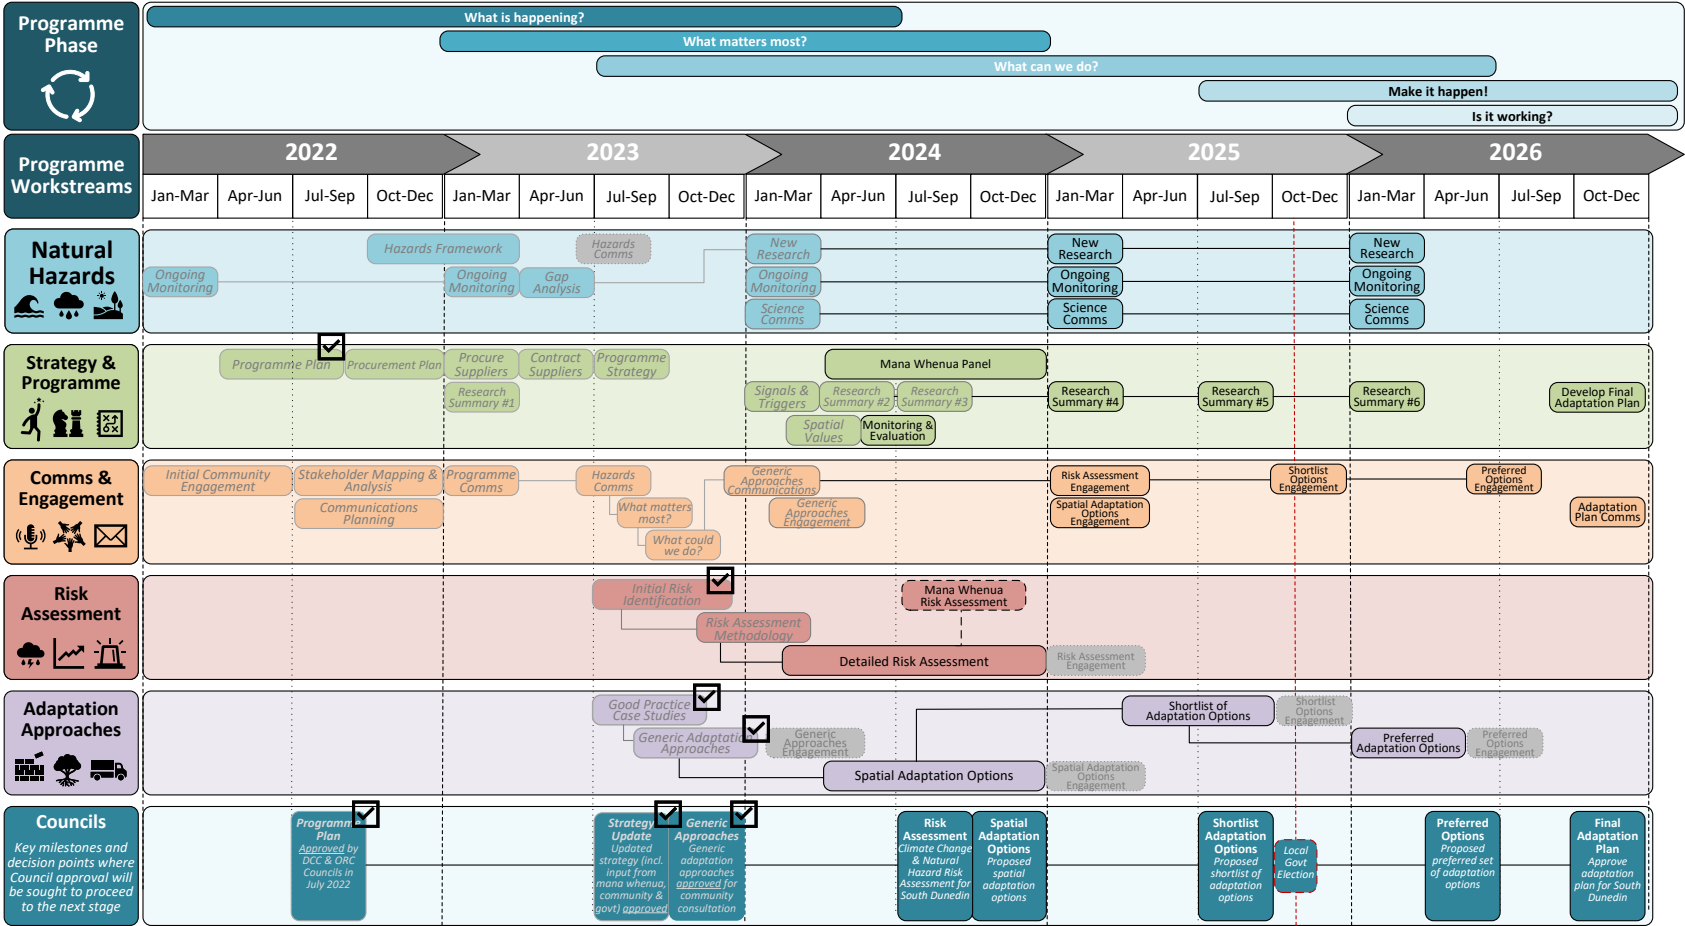 Programme
Phase
What is happening?
What matters most?
What can we do?
Make it happen!
Is it working?
Programme
Workstreams
2022
2023
2024
2025
2026
Jan-Mar
Apr-Jun
Jul-Sep
Oct-Dec
Jan-Mar
Apr-Jun
Jul-Sep
Oct-Dec
Jan-Mar
Apr-Jun
Jul-Sep
Oct-Dec
Jan-Mar
Apr-Jun
Jul-Sep
Oct-Dec
Jan-Mar
Apr-Jun
Jul-Sep
Oct-Dec
Natural
Hazards
Hazards Framework
Hazards
Comms
New
Research
New
Research
New
Research
Ongoing
Monitoring
Ongoing
Monitoring
Gap
Analysis
Ongoing
Monitoring
Ongoing
Monitoring
Ongoing
Monitoring
Science
Comms
Science
Comms
Science
Comms
Strategy &
Programme
Programme Plan
Procurement Plan
Procure
Suppliers
Contract
Suppliers
Programme
Strategy
Mana Whenua Panel
Research
Summary #1
Signals &
Triggers
Research
Summary #2
Research
Summary #3
Research
Summary #4
Research
Summary #5
Research
Summary #6
Develop Final
Adaptation Plan
Spatial
Values
Monitoring &
Evaluation
Comms &
Engagement
Initial Community
Engagement
Stakeholder Mapping &
Analysis
Programme
Comms
Hazards
Comms
Generic
Approaches
Communications
Risk Assessment
Engagement
Shortlist
Options
Engagement
Preferred
Options
Engagement
Communications
Planning
What matters
most?
Generic
Approaches
Engagement
Spatial Adaptation
Options
Engagement
Adaptation
Plan Comms
What could
we do?
Risk
Assessment
Initial Risk
Identification
Mana Whenua
Risk Assessment
Risk Assessment
Methodology
Detailed Risk Assessment
Risk Assessment
Engagement
Adaptation
Approaches
Good Practice
Case Studies
Shortlist of
Adaptation Options
Shortlist
Options
Engagement
Generic Adaptation
Approaches
Generic
Approaches
Engagement
Preferred
Adaptation Options
Preferred
Options
Engagement
Spatial Adaptation Options
Spatial Adaptation
Options
Engagement
Councils
Key milestones and
decision points where
Council approval will
be sought to proceed
to the next stage
Programme
Plan
Approved by
DCC & ORC
Councils in
July 2022
Strategy
Update
Updated
strategy (incl.
input from
mana whenua,
community &
govt) approved
Generic
Approaches
Generic
adaptation
approaches
approved for
community
consultation
Risk
Assessment
Climate Change
& Natural
Hazard Risk
Assessment for
South Dunedin
Spatial
Adaptation
Options
Proposed
spatial
adaptation
options
Shortlist
Adaptation
Options
Proposed
shortlist of
adaptation
options
Local
Govt
Election
Preferred
Options
Proposed
preferred set
of adaptation
options
Final
Adaptation
Plan
Approve
adaptation
plan for South
Dunedin